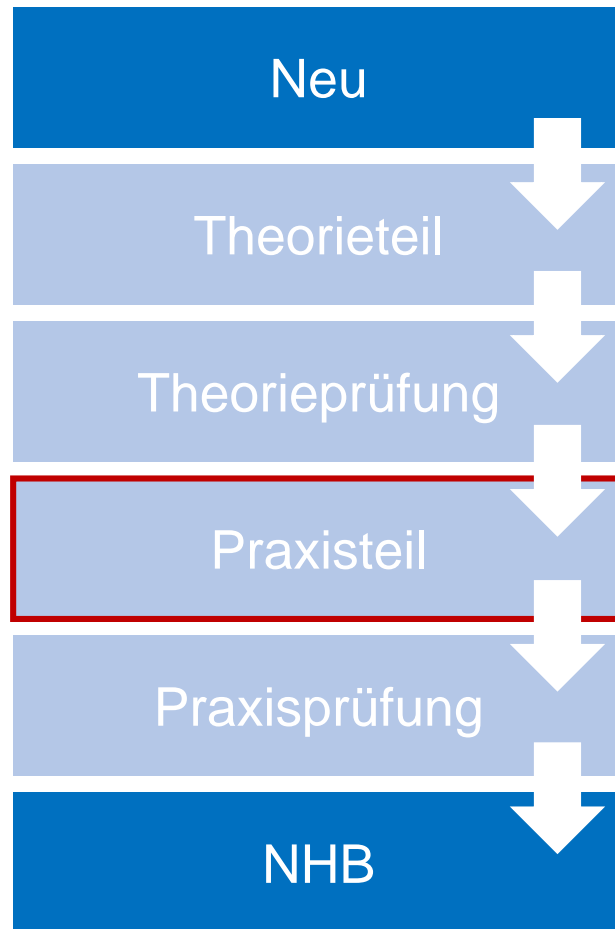 Neu
Theorieteil
Theorieprüfung
Praxisteil
Praxisprüfung
NHB